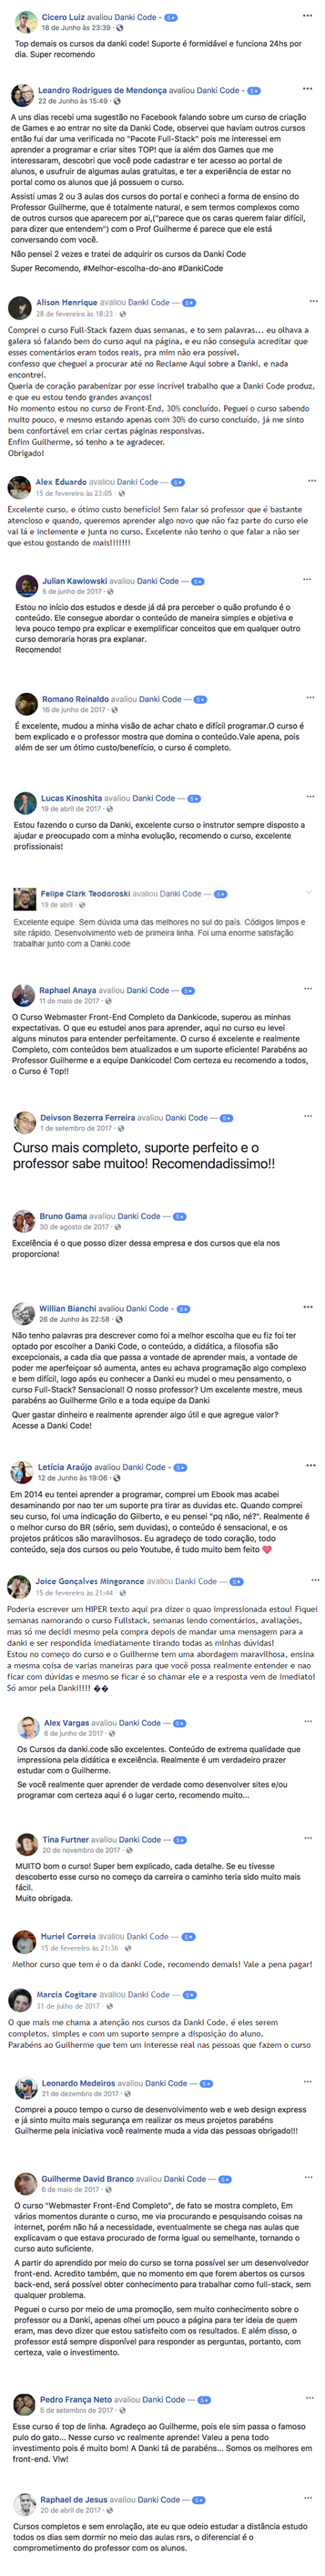 Cicero Luiz avaliou Danki Code - 5★
18 de Junho às 23:39 ·
Top demais os cursos da danki code! Suporte é formidável e funciona 24hs por
dia. Super recomendo
Leandro Rodrigues de Mendonça avaliou Danki Code - 5★
22 de Junho às 15:49 ·
A uns dias recebi uma sugestão no Facebook falando sobre um curso de criação
de Games e ao entrar no site da Danki Code, observei que haviam outros cursos
então fui dar uma verificada no "Pacote Full-Stack" pois me interessei em
aprender a programar e criar sites TOP! que ia além dos Games que me
interessaram, descobri que você pode cadastrar e ter acesso ao portal de
alunos, e usufruir de algumas aulas gratuitas, e ter a experiência de estar no
portal como os alunos que já possuem o curso.
Assisti umas 2 ou 3 aulas dos cursos do portal e conheci a forma de ensino do
Professor Guilherme, que é totalmente natural, e sem termos complexos como
de outros cursos que aparecem por ai,("parece que os caras querem falar difícil,
para dizer que entendem") com o Prof Guilherme é parece que ele está
conversando com você.
Não pensei 2 vezes e tratei de adquirir os cursos da Danki Code
Super Recomendo, #Melhor-escolha-do-ano #DankiCode
Alison Henrique avaliou Danki Code — 5★
28 de fevereiro às 18:23 ·
Comprei o curso Full-Stack fazem duas semanas, e to sem palavras... eu olhava a
galera só falando bem do curso aqui na página, e eu não conseguia acreditar que
esses comentários eram todos reais, pra mim não era possível.
confesso que cheguei a procurar até no Reclame Aqui sobre a Danki, e nada
encontrei.
Queria de coração parabenizar por esse incrível trabalho que a Danki Code produz,
e que eu estou tendo grandes avanços!
No momento estou no curso de Front-End, 30% concluído. Peguei o curso sabendo
muito pouco, e mesmo estando apenas com 30% do curso concluído, já me sinto
bem confortável em criar certas páginas responsivas.
Enfim Guilherme, só tenho a te agradecer.
Obrigado!
Alex Eduardo avaliou Danki Code — 5★
15 de fevereiro às 23:05 ·
Excelente curso, e ótimo custo benefício! Sem falar só professor que é bastante
atencioso e quando, queremos aprender algo novo que não faz parte do curso ele
vai lá e inclemente e junta no curso. Excelente não tenho o que falar a não ser
que estou gostando de mais!!!!!!!
Julian Kawlowski avaliou Danki Code — 5★
5 de junho de 2017 ·
Estou no início dos estudos e desde já dá pra perceber o quão profundo é o
conteúdo. Ele consegue abordar o conteúdo de maneira simples e objetiva e
leva pouco tempo pra explicar e exemplificar conceitos que em qualquer outro
curso demoraria horas pra explanar.
Recomendo!
Romano Reinaldo avaliou Danki Code — 5★
16 de junho de 2017 ·
É excelente, mudou a minha visão de achar chato e difícil programar.O curso é
bem explicado e o professor mostra que domina o conteúdo.Vale apena, pois
além de ser um ótimo custo/benefício, o curso é completo.
Lucas Kinoshita avaliou Danki Code — 5★
19 de abril de 2017 ·
Estou fazendo o curso da Danki, excelente curso o instrutor sempre disposto a
ajudar e preocupado com a minha evolução, recomendo o curso, excelente
profissionais!
Felipe Clark Teodoroski avaliou Danki Code — 5★
19 de abril ·
Excelente equipe. Sem dúvida uma das melhores no sul do país. Códigos limpos e
site rápido. Desenvolvimento web de primeira linha. Foi uma enorme satisfação
trabalhar junto com a Danki.code
Raphael Anaya avaliou Danki Code — 5★
11 de maio de 2017 ·
O Curso Webmaster Front-End Completo da Dankicode, superou as minhas
expectativas. O que eu estudei anos para aprender, aqui no curso eu levei
alguns minutos para entender perfeitamente. O curso é excelente e realmente
Completo, com conteúdos bem atualizados e um suporte eficiente! Parabéns ao
Professor Guilherme e a equipe Dankicode! Com certeza eu recomendo a todos,
o Curso é Top!!
Deivson Bezerra Ferreira avaliou Danki Code — 5★
1 de setembro de 2017 ·
Curso mais completo, suporte perfeito e o
professor sabe muitoo! Recomendadissimo!!
Bruno Gama avaliou Danki Code — 5★
30 de agosto de 2017 ·
Excelência é o que posso dizer dessa empresa e dos cursos que ela nos
proporciona!
Willian Bianchi avaliou Danki Code - 5★
26 de Junho às 22:58 ·
Não tenho palavras pra descrever como foi a melhor escolha que eu fiz foi ter
optado por escolher a Danki Code, o conteúdo, a didática, a filosofia são
excepcionais, a cada dia que passa a vontade de aprender mais, a vontade de
poder me aperfeiçoar só aumenta, antes eu achava programação algo complexo
e bem difícil, logo após eu conhecer a Danki eu mudei o meu pensamento, o
curso Full-Stack? Sensacional! O nosso professor? Um excelente mestre, meus
parabéns ao Guilherme Grilo e a toda equipe da Danki
Quer gastar dinheiro e realmente aprender algo útil e que agregue valor?
Acesse a Danki Code!
Letícia Araújo avaliou Danki Code - 5★
12 de Junho às 19:06 ·
Em 2014 eu tentei aprender a programar, comprei um Ebook mas acabei
desaminando por nao ter um suporte pra tirar as duvidas etc. Quando comprei
seu curso, foi uma indicação do Gilberto, e eu pensei "pq não, né?". Realmente é
o melhor curso do BR (sério, sem duvidas), o conteúdo é sensacional, e os
projetos práticos são maravilhosos. Eu agradeço de todo coração, todo
conteúdo, seja dos cursos ou pelo Youtube, é tudo muito bem feito ❤
Joice Gonçalves Mingorance avaliou Danki Code — 5★
15 de fevereiro às 21:44 ·
Poderia escrever um HIPER texto aqui pra dizer o quao impressionada estou! Fiquei
semanas namorando o curso Fullstack, semanas lendo comentários, avaliações,
mas só me decidi mesmo pela compra depois de mandar uma mensagem para a
danki e ser respondida imediatamente tirando todas as minhas dúvidas!
Estou no começo do curso e o Guilherme tem uma abordagem maravilhosa, ensina
a mesma coisa de varias maneiras para que você possa realmente entender e nao
ficar com dúvidas e mesmo se ficar é so chamar ele e a resposta vem de imediato!
Só amor pela Danki!!!! ��
Alex Vargas avaliou Danki Code — 5★
6 de junho de 2017 ·
Os Cursos da danki.code são excelentes. Conteúdo de extrema qualidade que
impressiona pela didática e excelência. Realmente é um verdadeiro prazer
estudar com o Guilherme.
Se você realmente quer aprender de verdade como desenvolver sites e/ou
programar com certeza aqui é o lugar certo, recomendo muito...
Tina Furtner avaliou Danki Code — 5★
20 de novembro de 2017 ·
MUITO bom o curso! Super bem explicado, cada detalhe. Se eu tivesse
descoberto esse curso no começo da carreira o caminho teria sido muito mais
fácil.
Muito obrigada.
Huriel Correia avaliou Danki Code — 5★
15 de fevereiro às 21:36 ·
Melhor curso que tem é o da danki Code, recomendo demais! Vale a pena pagar!
Marcia Cogitare avaliou Danki Code — 5★
31 de julho de 2017 ·
O que mais me chama a atenção nos cursos da Danki Code, é eles serem
completos, simples e com um suporte sempre a disposição do aluno.
Parabéns ao Guilherme que tem um interesse real nas pessoas que fazem o curso
Leonardo Medeiros avaliou Danki Code — 5★
21 de dezembro de 2017 ·
Comprei a pouco tempo o curso de desenvolvimento web e web design express
e já sinto muito mais segurança em realizar os meus projetos parabéns
Guilherme pela iniciativa você realmente muda a vida das pessoas obrigado!!!
Guilherme David Branco avaliou Danki Code — 5★
6 de maio de 2017 ·
O curso "Webmaster Front-End Completo", de fato se mostra completo, Em
vários momentos durante o curso, me via procurando e pesquisando coisas na
internet, porém não há a necessidade, eventualmente se chega nas aulas que
explicavam o que estava procurado de forma igual ou semelhante, tornando o
curso auto suficiente.
A partir do aprendido por meio do curso se torna possível ser um desenvolvedor
front-end. Acredito também, que no momento em que forem abertos os cursos
back-end, será possível obter conhecimento para trabalhar como full-stack, sem
qualquer problema.
Peguei o curso por meio de uma promoção, sem muito conhecimento sobre o
professor ou a Danki, apenas olhei um pouco a página para ter ideia de quem
eram, mas devo dizer que estou satisfeito com os resultados. E além disso, o
professor está sempre disponível para responder as perguntas, portanto, com
certeza, vale o investimento.
Pedro França Neto avaliou Danki Code — 5★
5 de setembro de 2017 ·
Esse curso é top de linha. Agradeço ao Guilherme, pois ele sim passa o famoso
pulo do gato... Nesse curso vc realmente aprende! Valeu a pena todo
investimento pois é muito bom! A Danki tá de parabéns... Somos os melhores em
front-end. Vlw!
Raphael de Jesus avaliou Danki Code — 5★
20 de abril de 2017 ·
Cursos completos e sem enrolação, ate eu que odeio estudar a distância estudo
todos os dias sem dormir no meio das aulas rsrs, o diferencial é o
comprometimento do professor com os alunos.